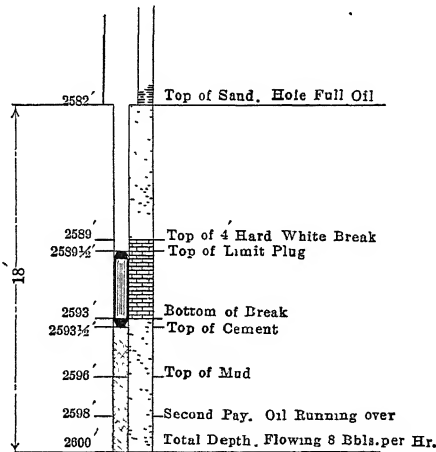 2582' Top of Sand. Hole Full Oil
2589' Top of 4' Hard White Break
2589½' Top of Limit Plug
18'
2593' Bottom of Break
2593½' Top of Cement
2596' Top of Mud
2598' Second Pay. Oil Running over
2600' Total Depth. Flowing 8 Bbls. per Hr.